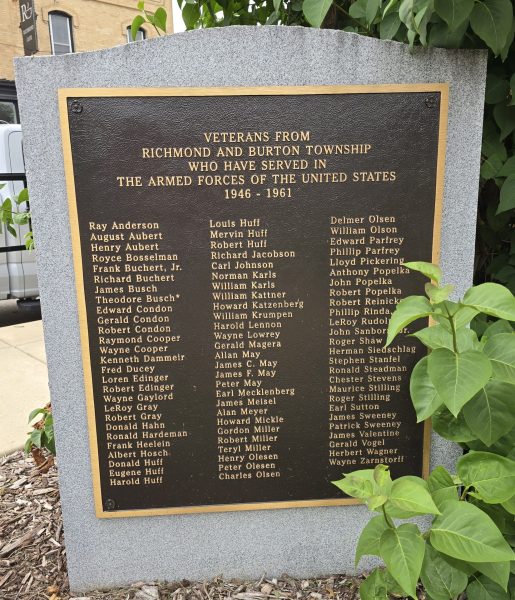 VETERANS FROM
RICHMOND AND BURTON TOWNSHIP
WHO HAVE SERVED IN
THE ARMED FORCES OF THE UNITED STATES
1946 - 1961
Ray Anderson
August Aubert
Henry Aubert
Royce Bosselman
Frank Buchert, Jr.
Richard Buchert
James Busch
Theodore Busch*
Edward Condon
Gerald Condon
Robert Condon
Raymond Cooper
Wayne Cooper
Kenneth Dammeir
Fred Ducey
Loren Edinger
Robert Edinger
Wayne Gaylord
LeRoy Gray
Robert Gray
Donald Hahn
Ronald Hardeman
Frank Heelein
Albert Hosch
Donald Huff
Eugene Huff
Harold Huff
Louis Huff
Mervin Huff
Robert Huff
Richard Jacobson
Carl Johnson
Norman Karls
William Karls
William Kattner
Howard Katzenberg
William Krumpen
Harold Lennon
Wayne Lowrey
Gerald Magera
Allan May
James C. May
James F. May
Peter May
Earl Mecklenberg
James Meisel
Alan Meyer
Howard Mickle
Gordon Miller
Robert Miller
Teryl Miller
Henry Olesen
Peter Olesen
Charles Olsen
Delmer Olsen
William Olson
Edward Parfrey
Phillip Parfrey
Lloyd Pickering
Anthony Popelka
John Popelka
Robert Popelka
Robert Reinicke
Phillip Rinda,
LeRoy Rudolph
John Sanborn,
Roger Shaw
Herman Siedschlag
Stephen Stanfel
Ronald Steadman
Chester Stevens
Maurice Stilling
Roger Stilling
Earl Sutton
James Sweeney
Patrick Sweeney
James Valentine
Gerald Vogel
Herbert Wagner
Wayne Zarnstorff